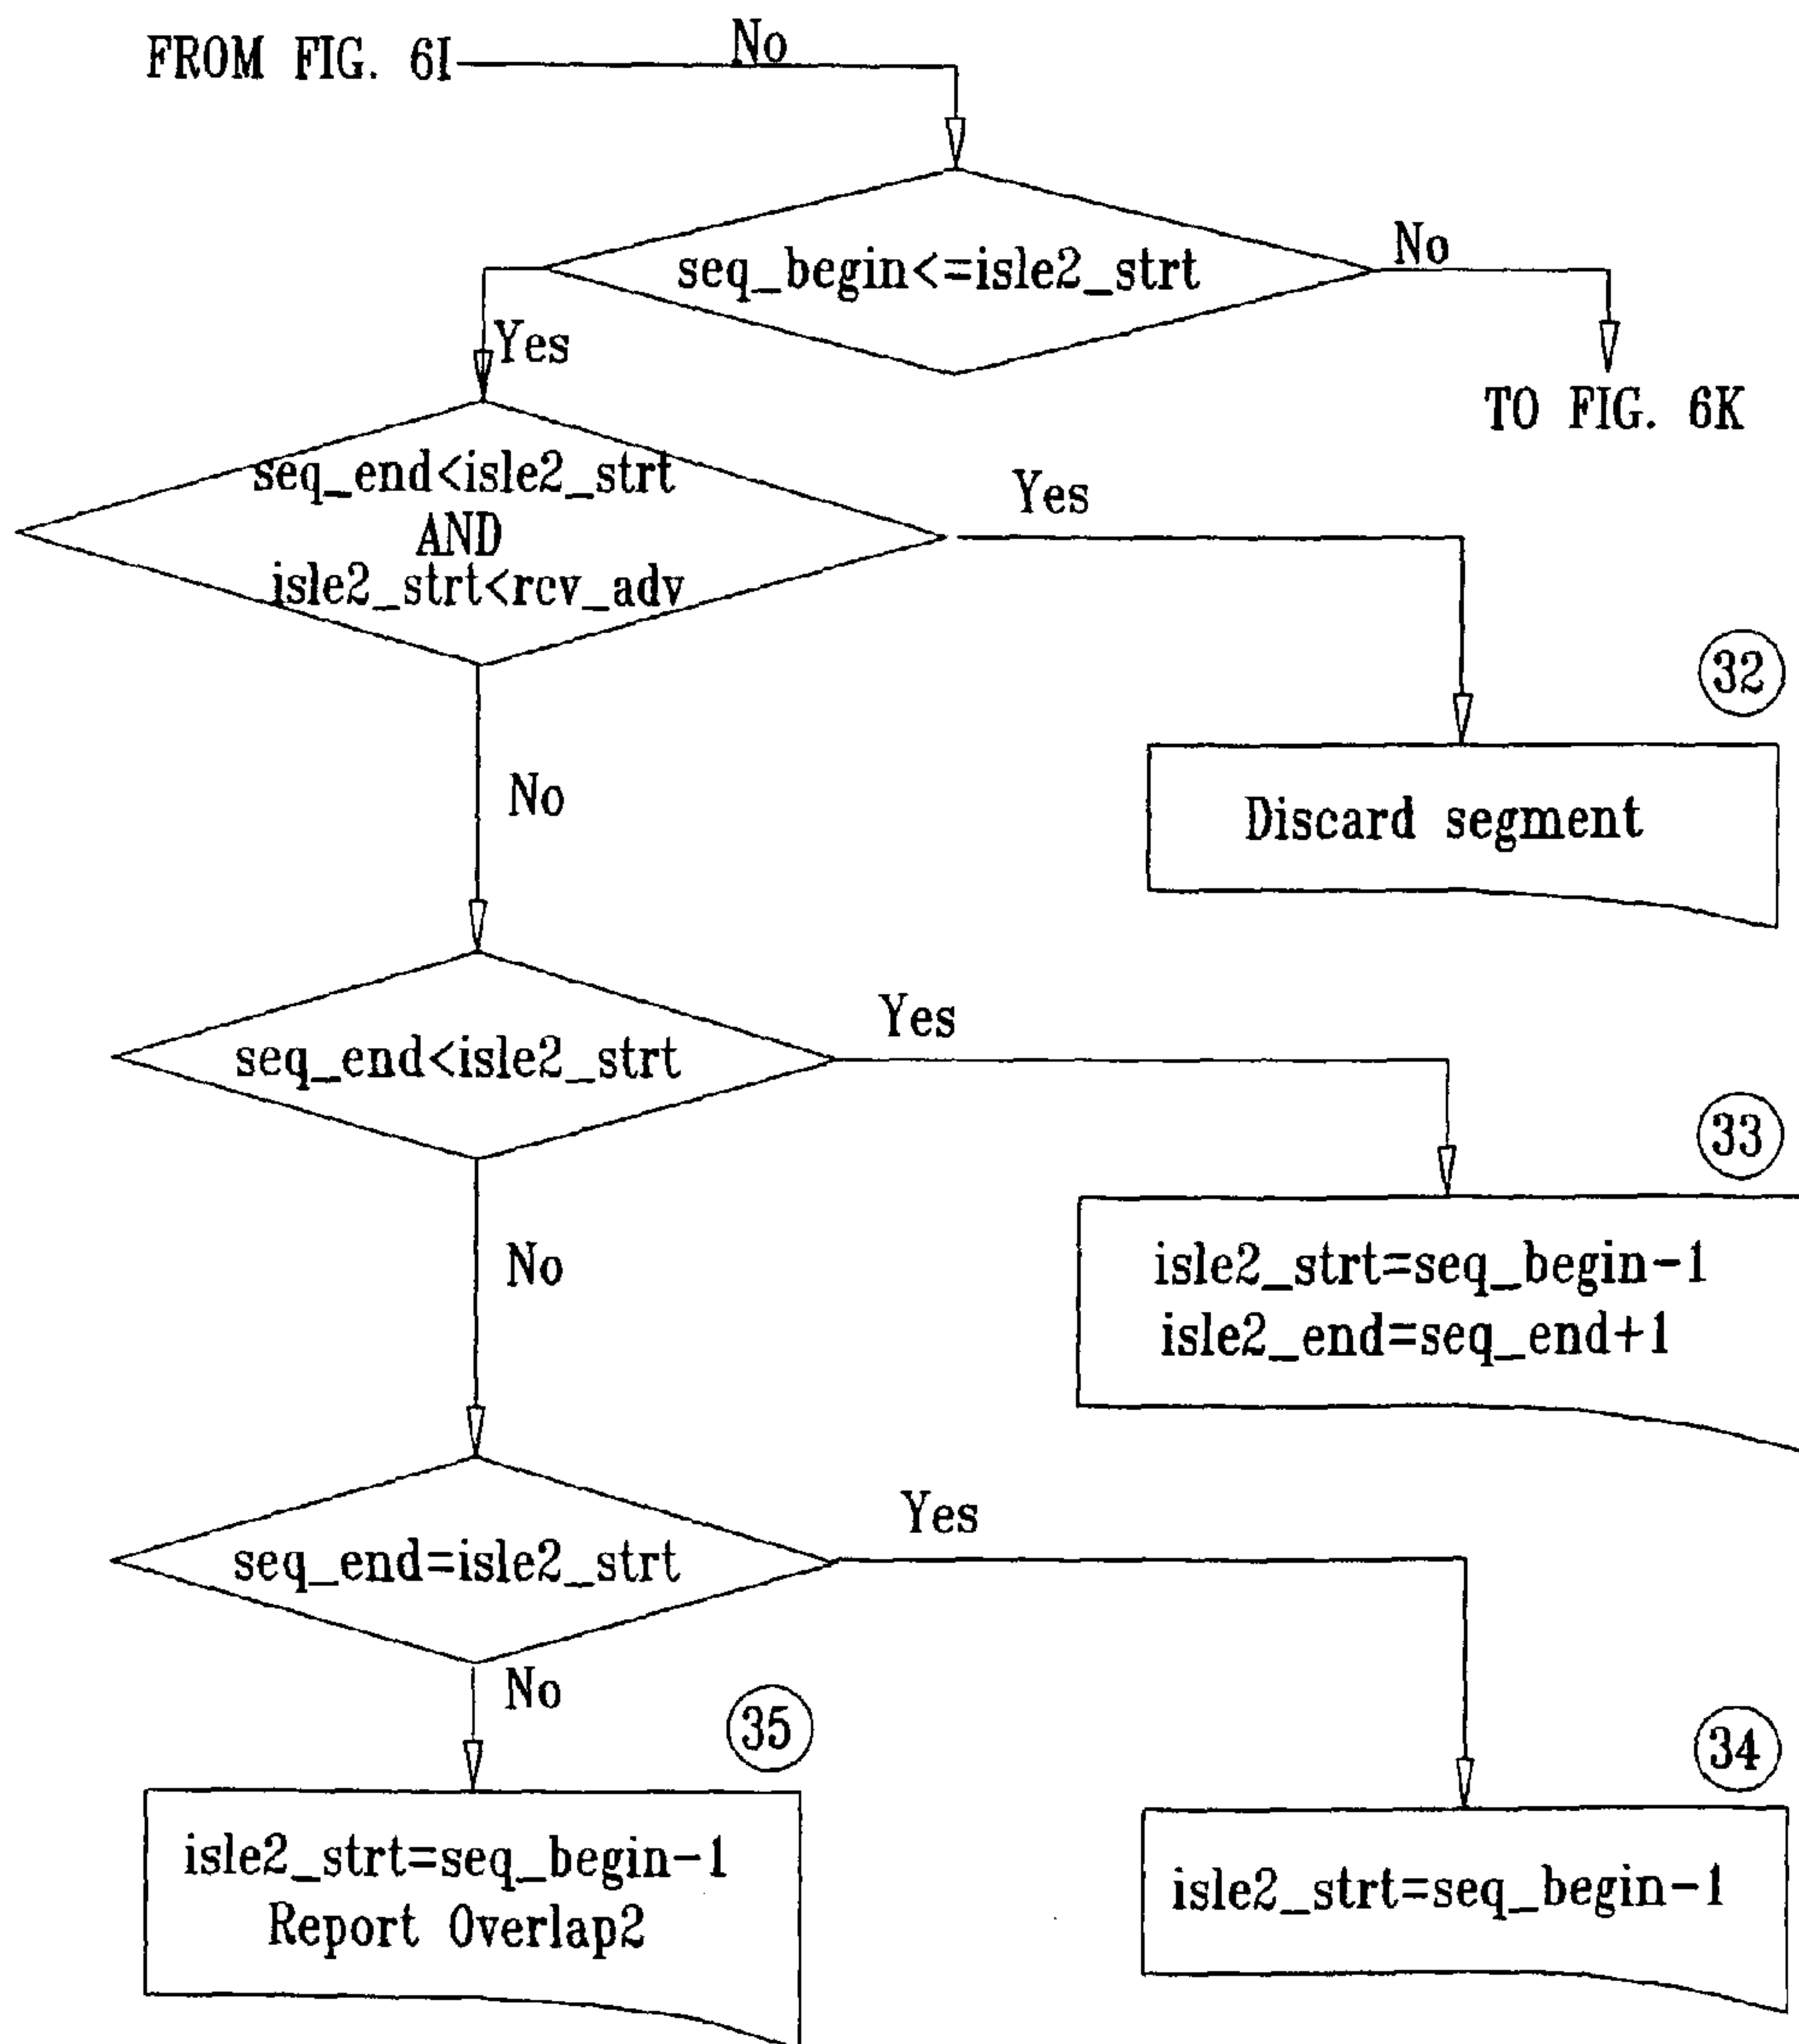 FROM FIG. 6I
No
seq_begin<=isle2_strt
No
Yes
TO FIG. 6K
seq_end<isle2_strt
AND
isle2_strt<rcv_adv
Yes
32
Discard segment
No
seq_end<isle2_strt
Yes
33
isle2_strt=seq_begin-1
isle2_end=seq_end+1
No
seq_end=isle2_strt
Yes
No
35
34
isle2_strt=seq_begin-1
Report Overlap2
isle2_strt=seq_begin-1